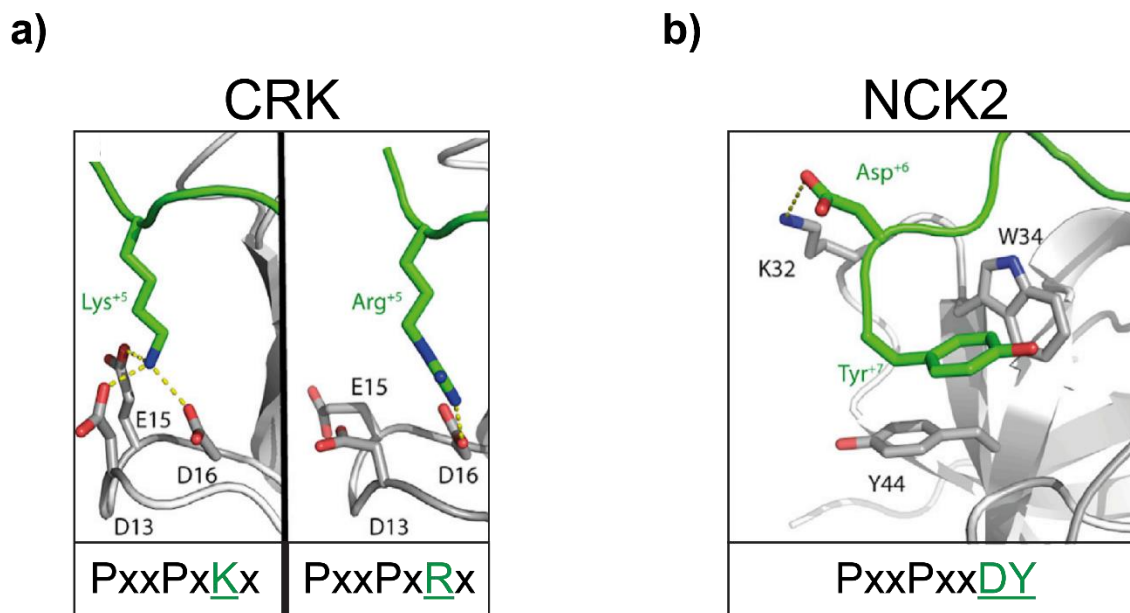 a)
CRK
Lys+5
E15
D16
D13
PxxPxKx
Arg+5
E15
D16
D13
PxxPxRx
b)
NCK2
Asp+6
K32
W34
Tyr+7
Y44
PxxPxxDY